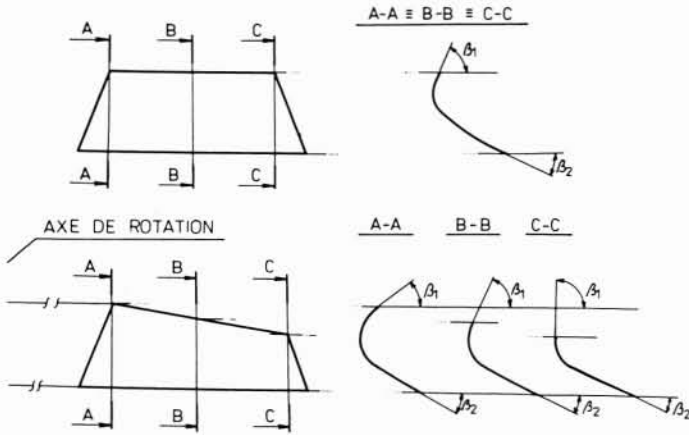 A B C
A-A ≡ B-B ≡ C-C
β1
β2
A B C
AXE DE ROTATION
A-A B-B C-C
A B C
β1 β1 β1
β2 β2 β2
A B C